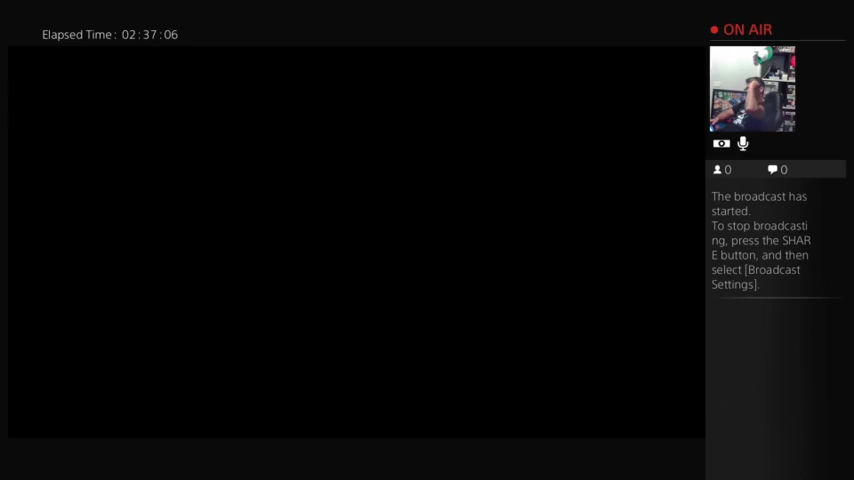 Elapsed Time: 02:37:06
ON AIR
0 0
The broadcast has
started.
To stop broadcasti
ng, press the SHAR
E button, and then
select [Broadcast
Settings].